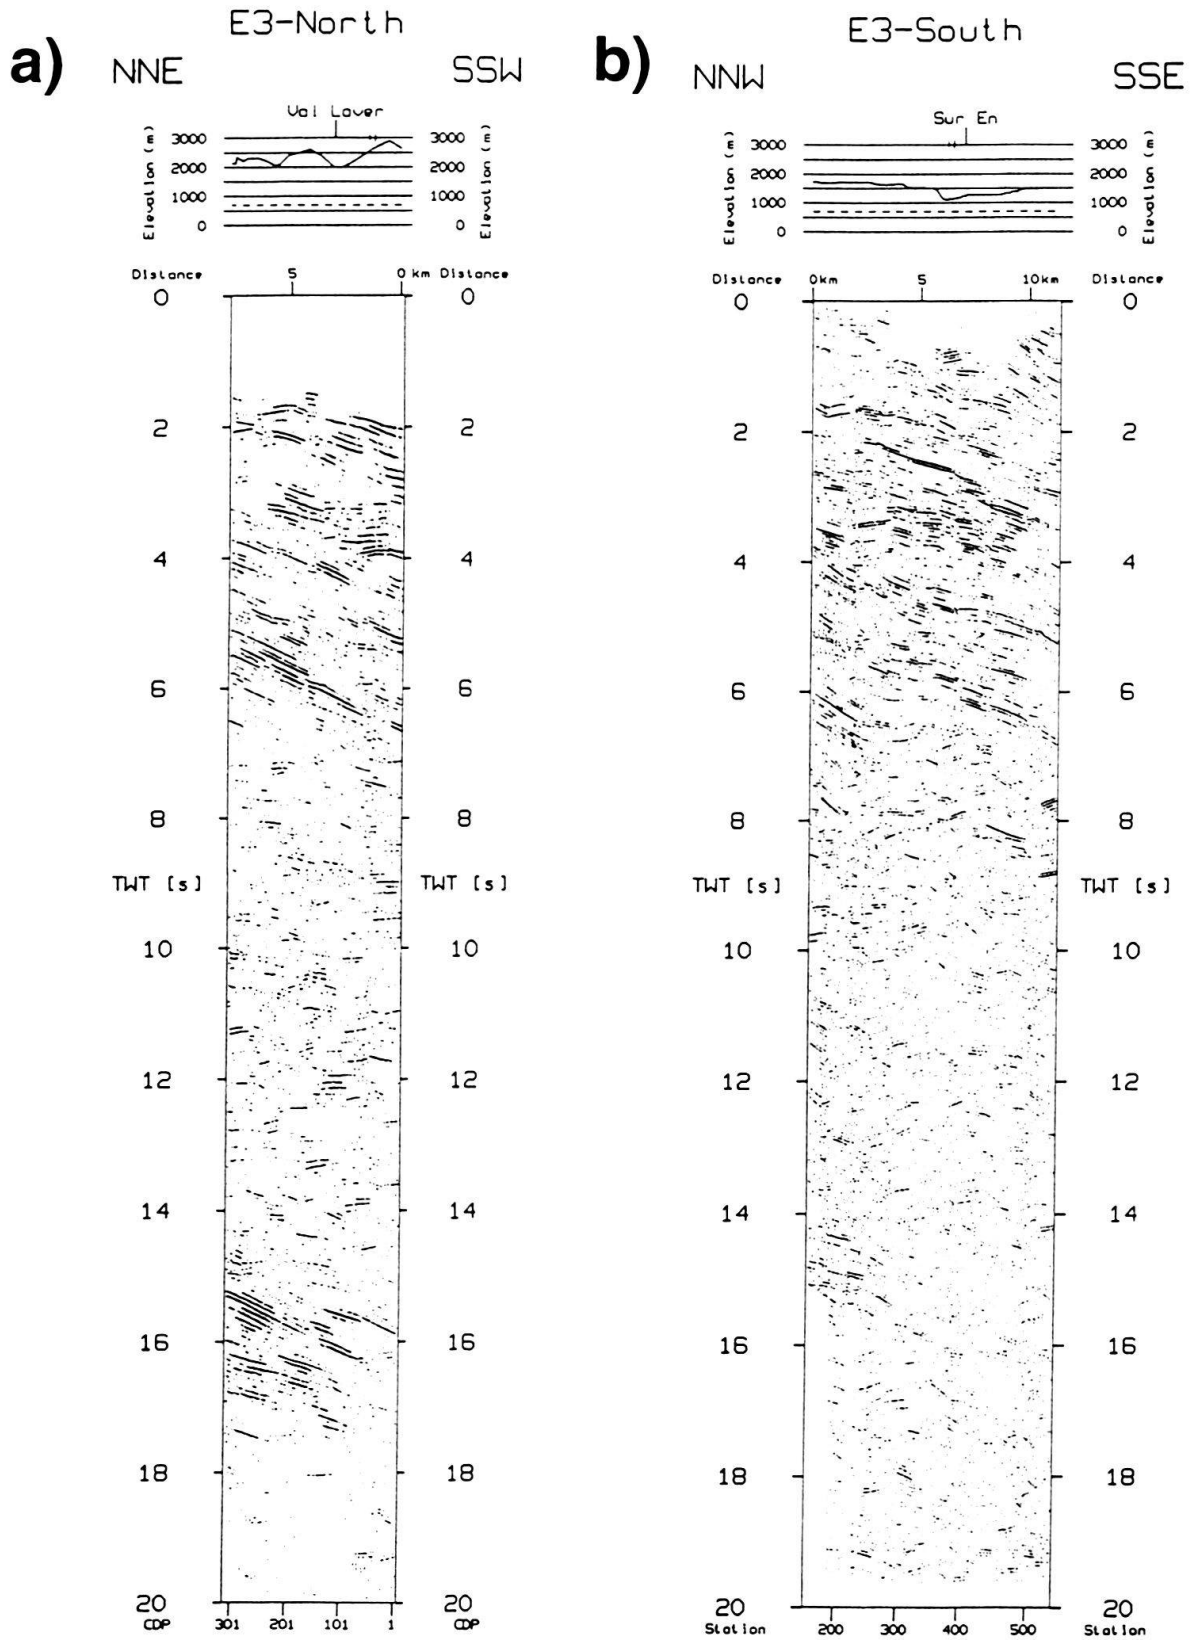 a)
E3-North
NNE SSW
Val Laver
Elevation (m) 3000 2000 1000 0
3000 2000 1000 0 Elevation (m)
Distance 5 0 km Distance
0 0
2 2
4 4
6 6
8 8
TWT [s] TWT [s]
10 10
12 12
14 14
16 16
18 18
20 20
CDP 301 201 101 1 CDP
b)
E3-South
NNW SSE
Sur En
Elevation (m) 3000 2000 1000 0
3000 2000 1000 0 Elevation (m)
Distance 0km 5 10km Distance
0 0
2 2
4 4
6 6
8 8
TWT [s] TWT [s]
10 10
12 12
14 14
16 16
18 18
20 20
Station 200 300 400 500 Station